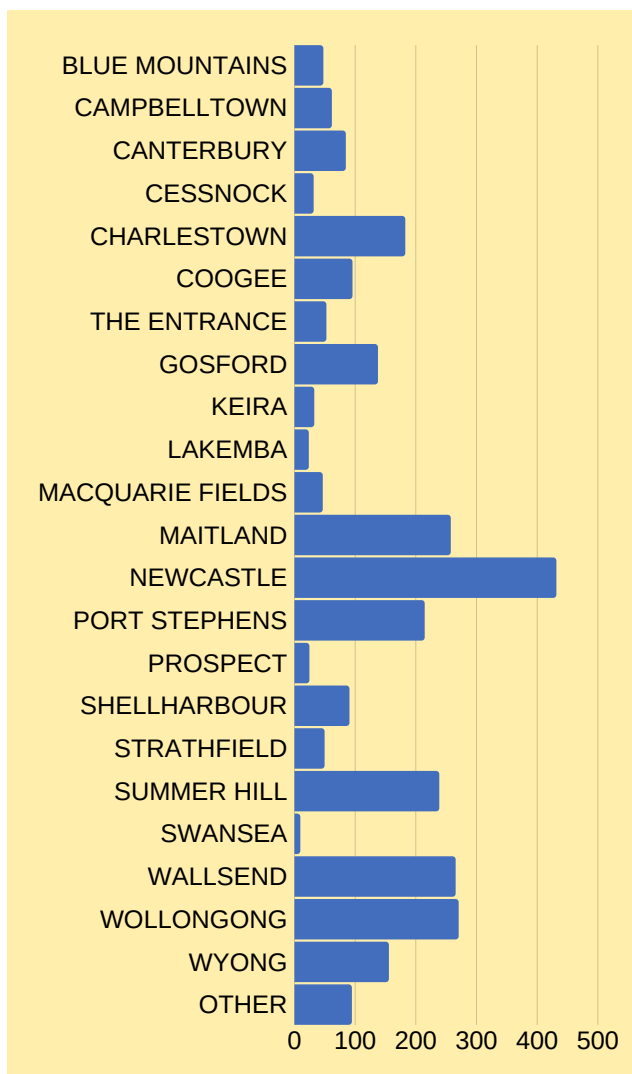 BLUE MOUNTAINS
CAMPBELLTOWN
CANTERBURY
CESSNOCK
CHARLESTOWN
COOGEE
THE ENTRANCE
GOSFORD
KEIRA
LAKEMBA
MACQUARIE FIELDS
MAITLAND
NEWCASTLE
PORT STEPHENS
PROSPECT
SHELLHARBOUR
STRATHFIELD
SUMMER HILL
SWANSEA
WALLSEND
WOLLONGONG
WYONG
OTHER
0 100 200 300 400 500